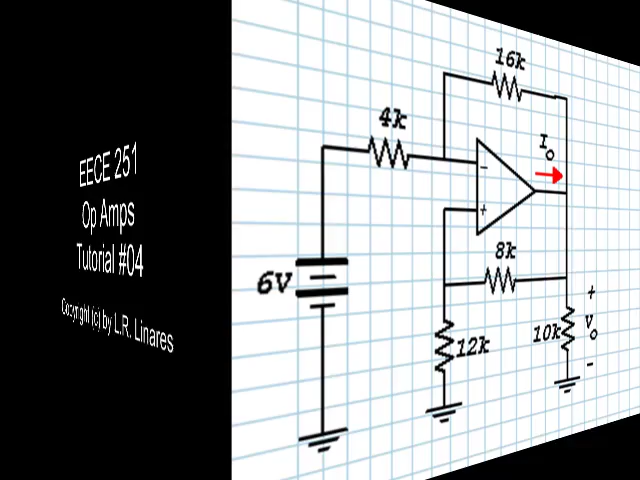 EECE 251
Op Amps
Tutorial #04
Copyright (c) by L.R. Linares
16k
4k
Io
-
+
8k
6V
+
12k
10k
Vo
-